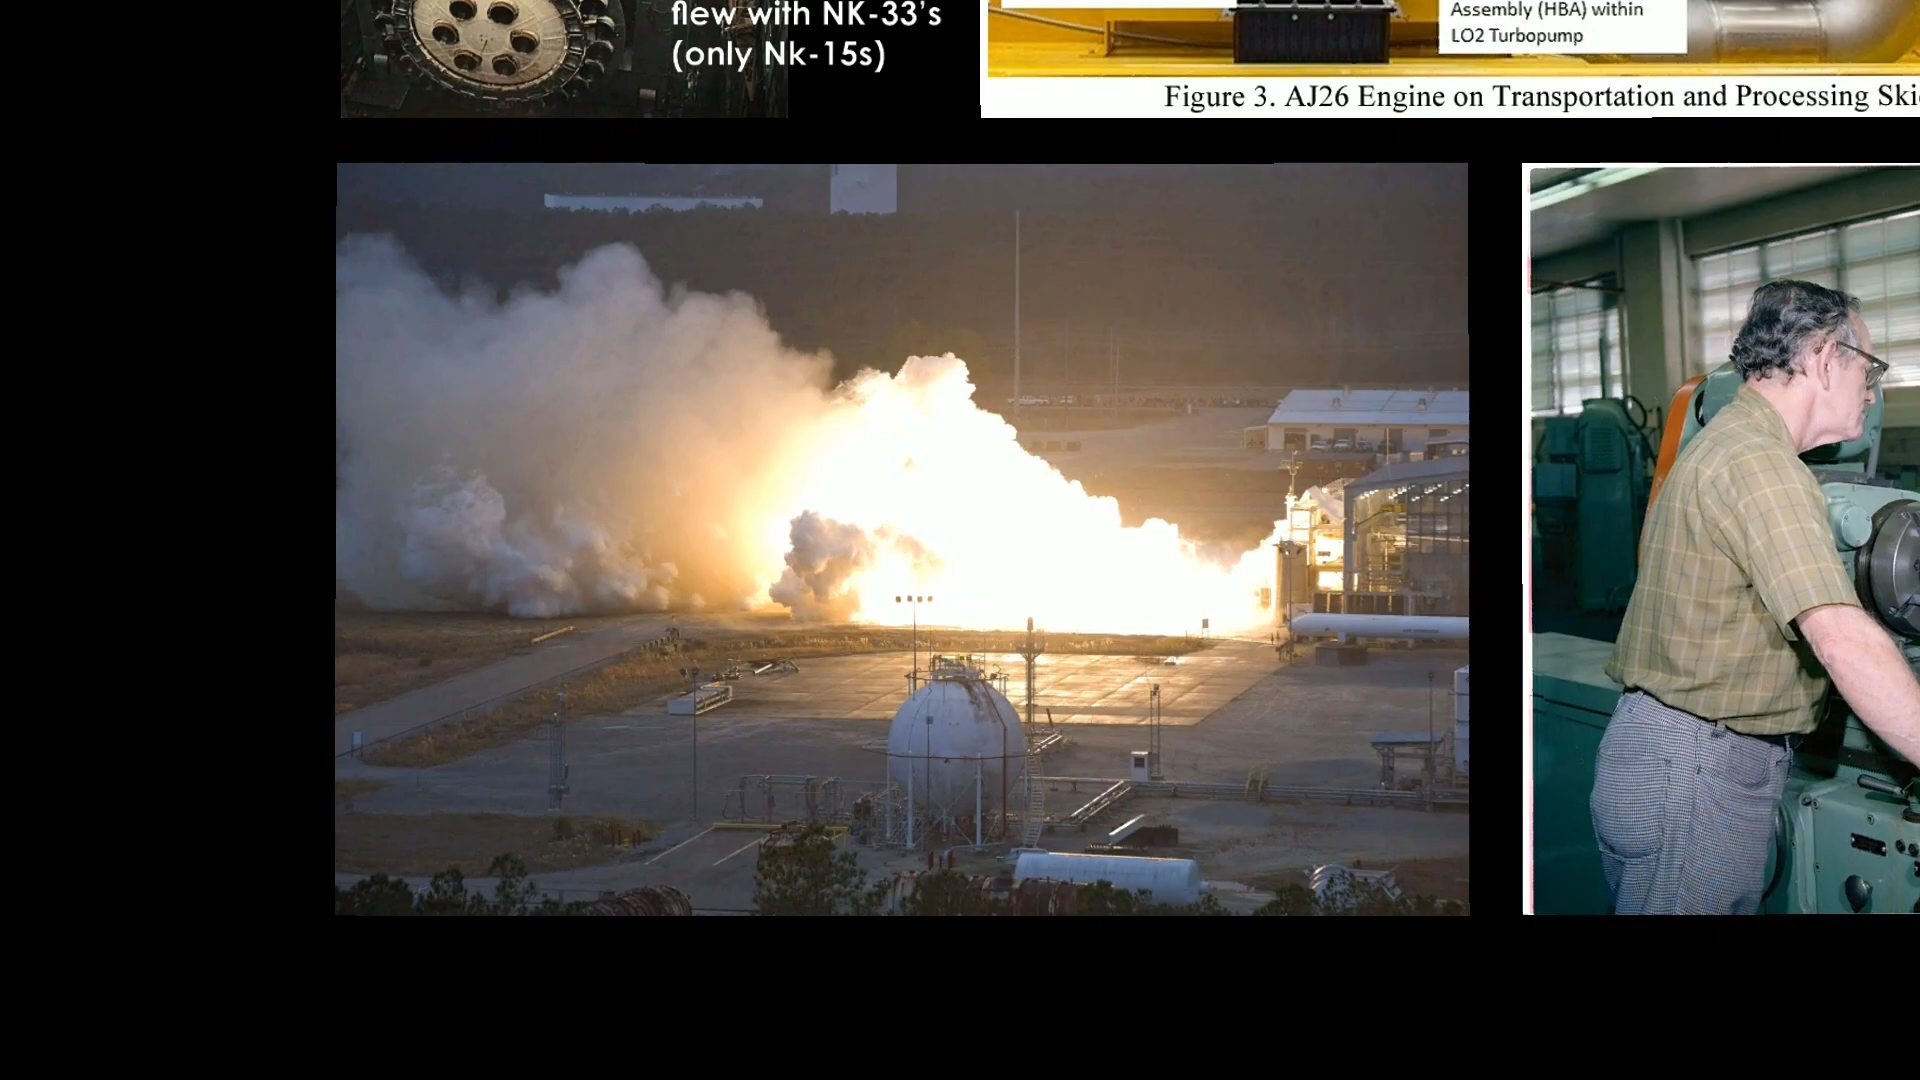 flew with NK-33's
(only Nk-15s)
Assembly (HBA) within
LO2 Turbopump
Figure 3. AJ26 Engine on Transportation and Processing